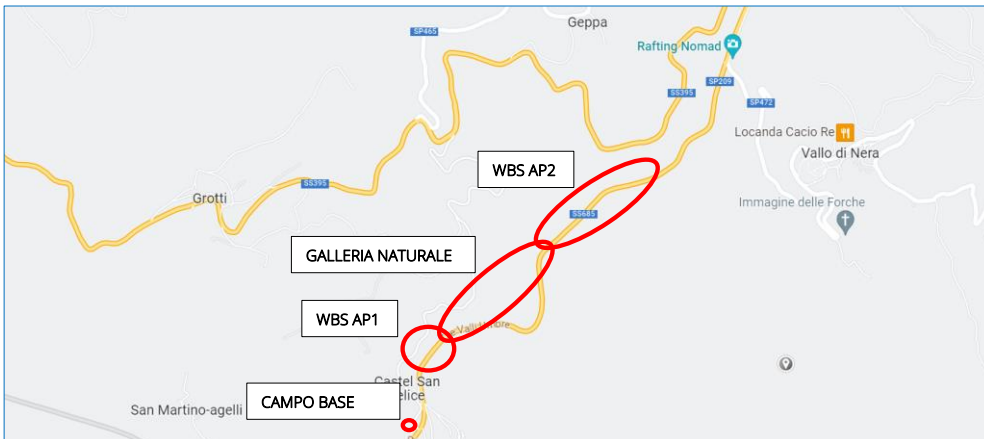 Geppa
SP465
Rafting Nomad
SP209
SS395
SP472
Locanda Cacio Re
Vallo di Nera
WBS AP2
SS395
Grotti
Immagine delle Forche
SS685
GALLERIA NATURALE
WBS AP1
Castel San
elice
San Martino-agelli
CAMPO BASE